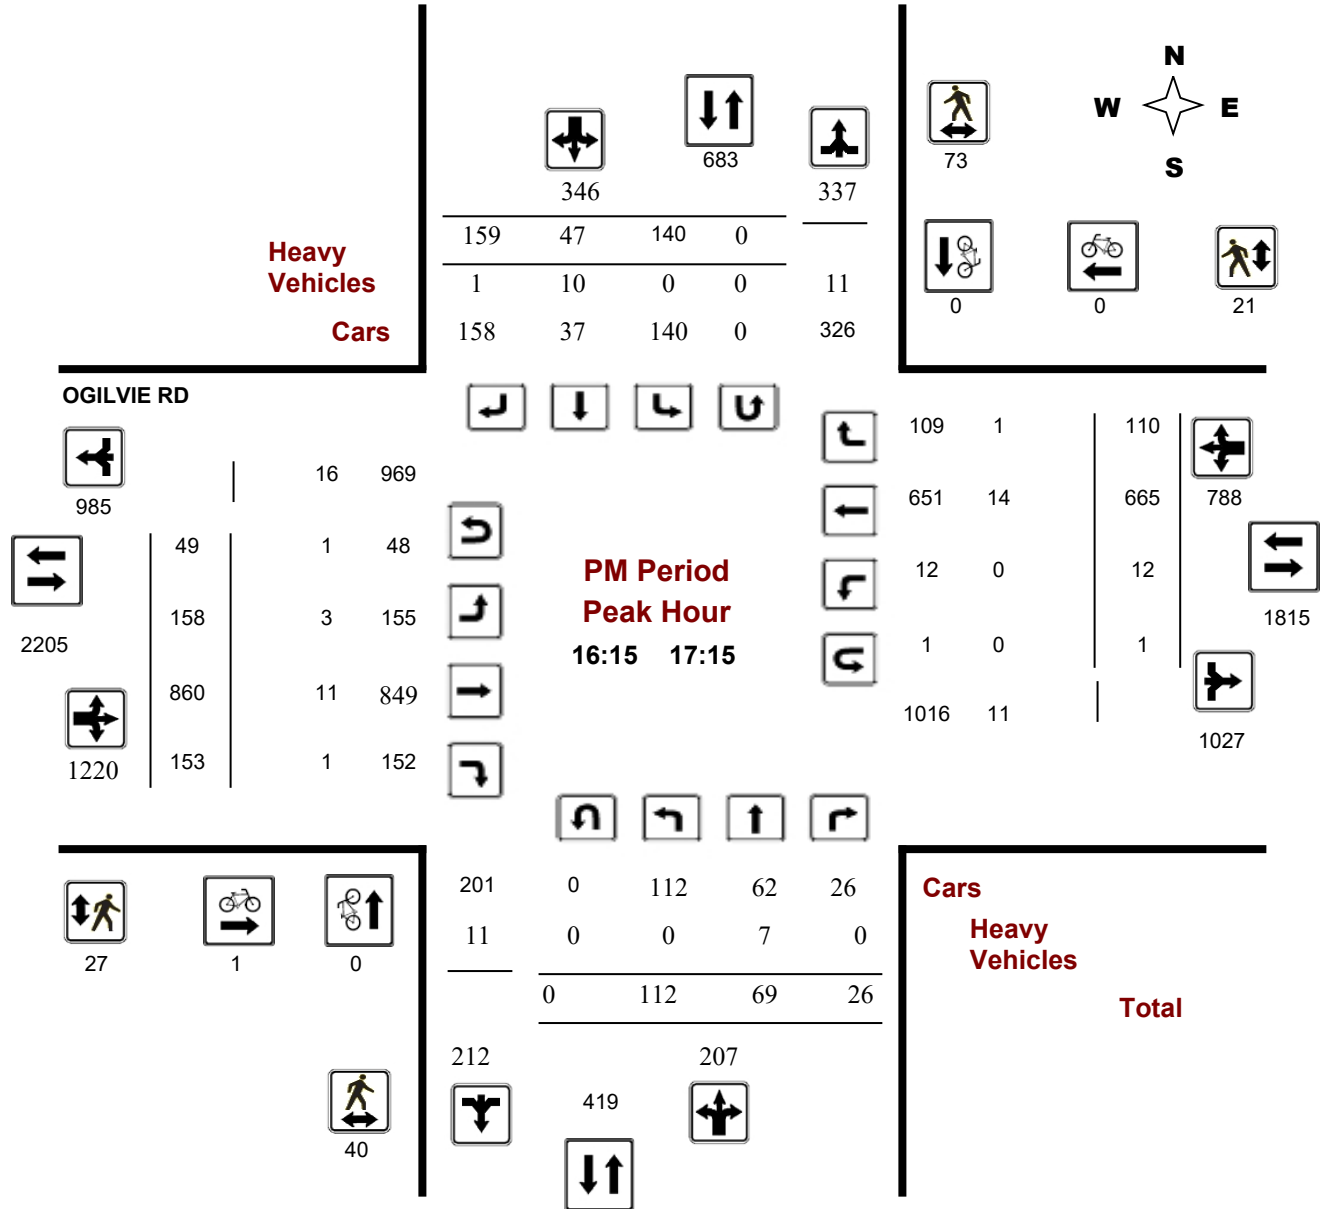 N
W E
S
683
73
346 337
159 47 140 0
Heavy
Vehicles
1 10 0 0 11
0 0 21
Cars
158 37 140 0 326
OGILVIE RD
109 1 110
16 969
985
651 14 665 788
49 1 48
PM Period
12 0 12
158 3 155
Peak Hour
1815
2205
16:15 17:15
1 0 1
860 11 849
1016 11
1027
1220 153 1 152
201 0 112 62 26
Cars
11 0 0 7 0
Heavy
Vehicles
27 1 0
0 112 69 26
Total
212 207
419
40